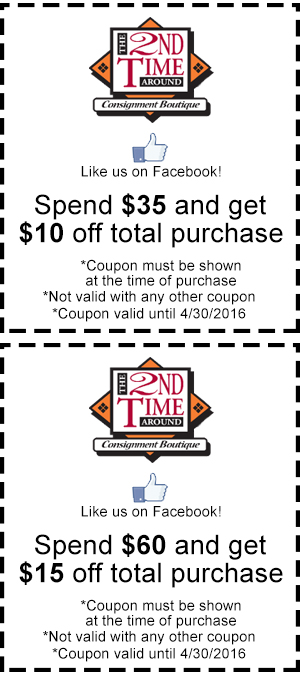 THE 2ND
TIME
AROUND
Consignment Boutique
Like us on Facebook!
Spend $35 and get
$10 off total purchase
*Coupon must be shown
at the time of purchase
*Not valid with any other coupon
*Coupon valid until 4/30/2016
THE 2ND
TIME
AROUND
Consignment Boutique
Like us on Facebook!
Spend $60 and get
$15 off total purchase
*Coupon must be shown
at the time of purchase
*Not valid with any other coupon
*Coupon valid until 4/30/2016